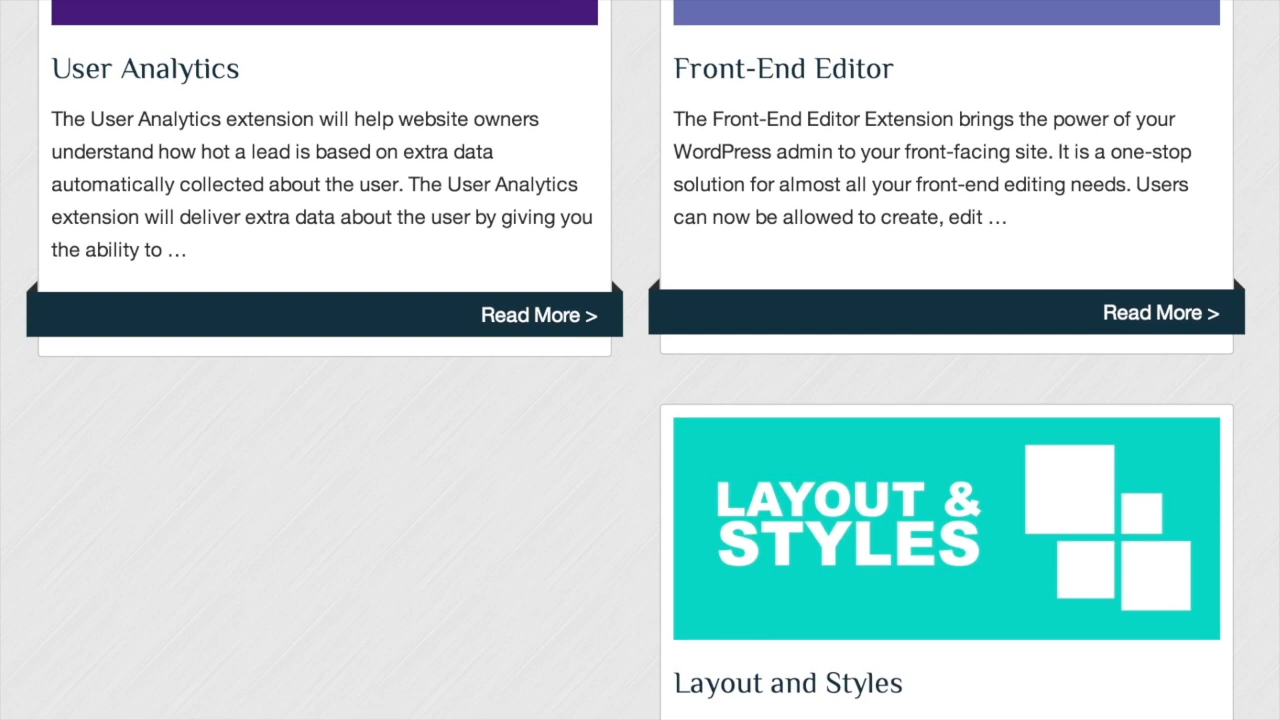 User Analytics
The User Analytics extension will help website owners
understand how hot a lead is based on extra data
automatically collected about the user. The User Analytics
extension will deliver extra data about the user by giving you
the ability to …
Read More >
Front-End Editor
The Front-End Editor Extension brings the power of your
WordPress admin to your front-facing site. It is a one-stop
solution for almost all your front-end editing needs. Users
can now be allowed to create, edit …
Read More >
LAYOUT &
STYLES
Layout and Styles